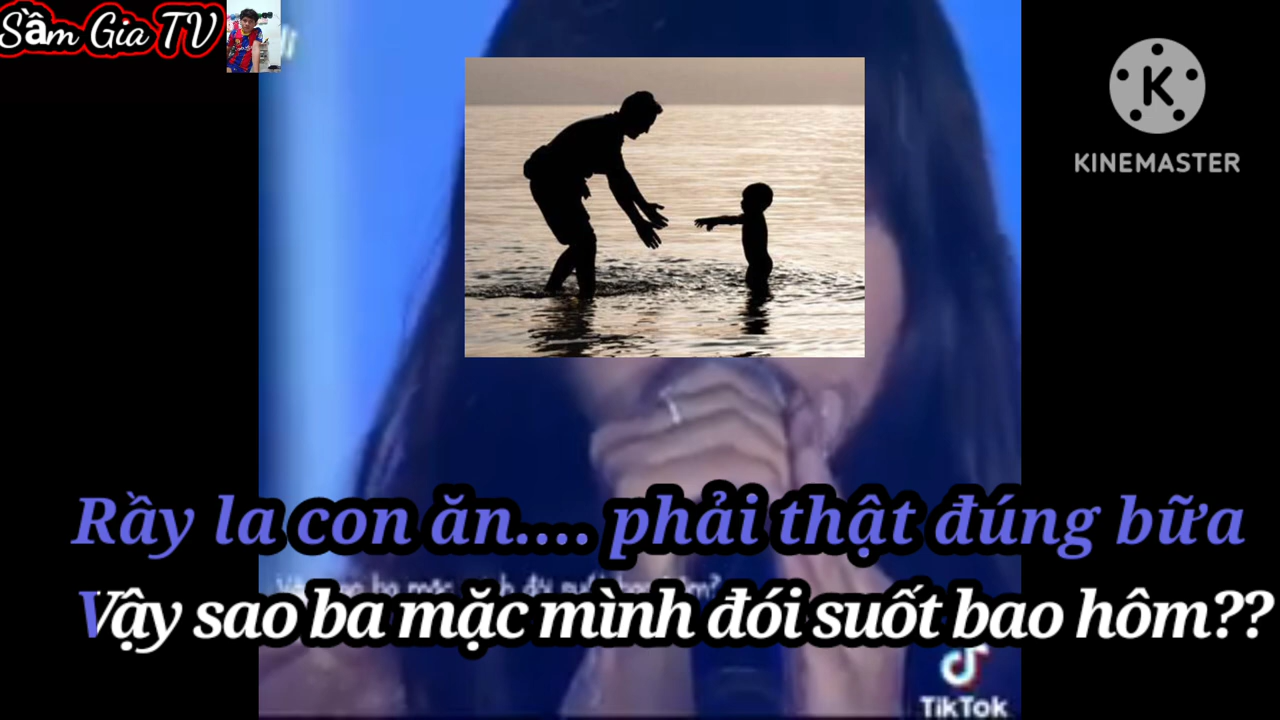 Sầm Gia TV
KINEMASTER
Rầy la con ăn.... phải thật đúng bữa
Vậy sao ba mặc mình đói suốt bao hôm??
TikTok